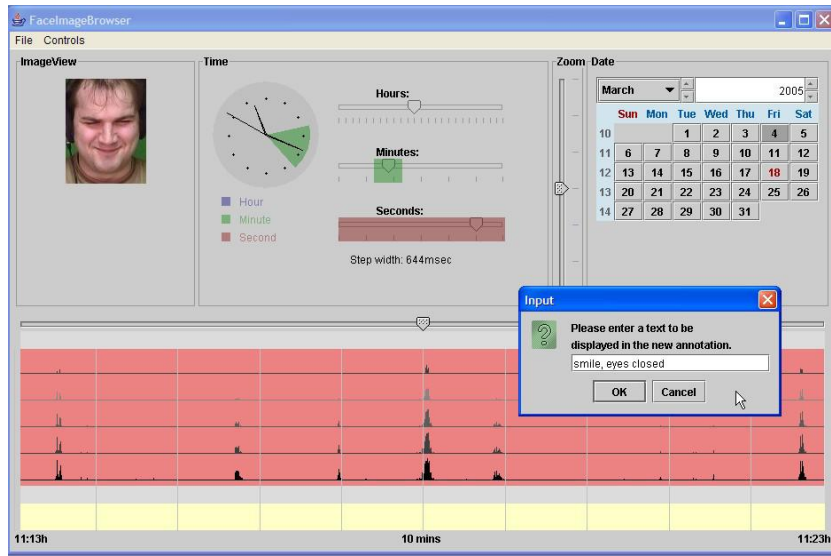 FaceImageBrowser
File Controls
ImageView
Time
Zoom
Date
Hours:
Minutes:
Seconds:
Step width: 644msec
Hour
Minute
Second
March 2005
Sun Mon Tue Wed Thu Fri Sat
10 1 2 3 4 5
11 6 7 8 9 10 11 12
12 13 14 15 16 17 18 19
13 20 21 22 23 24 25 26
14 27 28 29 30 31
Input
Please enter a text to be
displayed in the new annotation.
smile, eyes closed
OK Cancel
11:13h 10 mins 11:23h